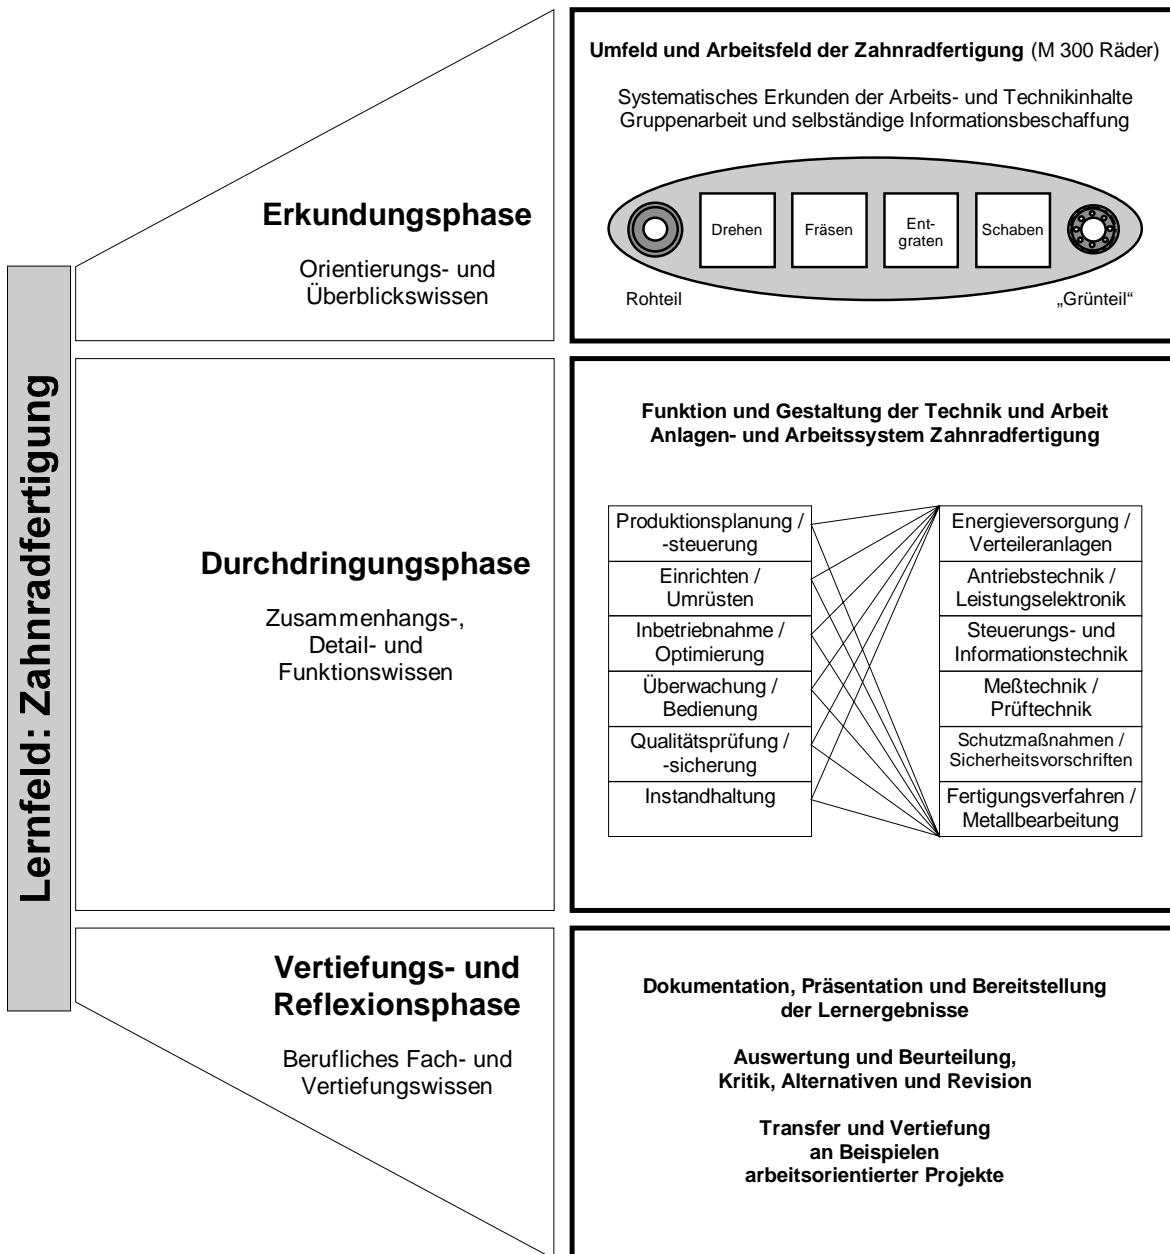 Lernfeld: Zahnradfertigung
Erkundungsphase
Orientierungs- und
Überblickswissen
Umfeld und Arbeitsfeld der Zahnradfertigung (M 300 Räder)
Systematisches Erkunden der Arbeits- und Technikinhalte
Gruppenarbeit und selbständige Informationsbeschaffung
Drehen
Fräsen
Ent-
graten
Schaben
Rohteil
„Grünteil“
Durchdringungsphase
Zusammenhangs-,
Detail- und
Funktionswissen
Funktion und Gestaltung der Technik und Arbeit
Anlagen- und Arbeitssystem Zahnradfertigung
Produktionsplanung /
-steuerung
Einrichten /
Umrüsten
Inbetriebnahme /
Optimierung
Überwachung /
Bedienung
Qualitätsprüfung /
-sicherung
Instandhaltung
Energieversorgung /
Verteileranlagen
Antriebstechnik /
Leistungselektronik
Steuerungs- und
Informationstechnik
Meßtechnik /
Prüftechnik
Schutzmaßnahmen /
Sicherheitsvorschriften
Fertigungsverfahren /
Metallbearbeitung
Vertiefungs- und
Reflexionsphase
Berufliches Fach- und
Vertiefungswissen
Dokumentation, Präsentation und Bereitstellung
der Lernergebnisse
Auswertung und Beurteilung,
Kritik, Alternativen und Revision
Transfer und Vertiefung
an Beispielen
arbeitsorientierter Projekte